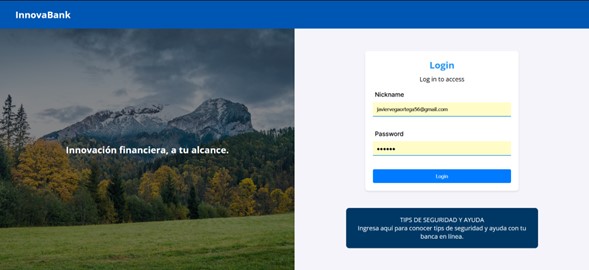 InnovaBank
Innovación financiera, a tu alcance.
Login
Log in to access
Nickname
javiervegaortega56@gmail.com
Password
••••••
Login
TIPS DE SEGURIDAD Y AYUDA
Ingresa aquí para conocer tips de seguridad y ayuda con tu
banca en línea.